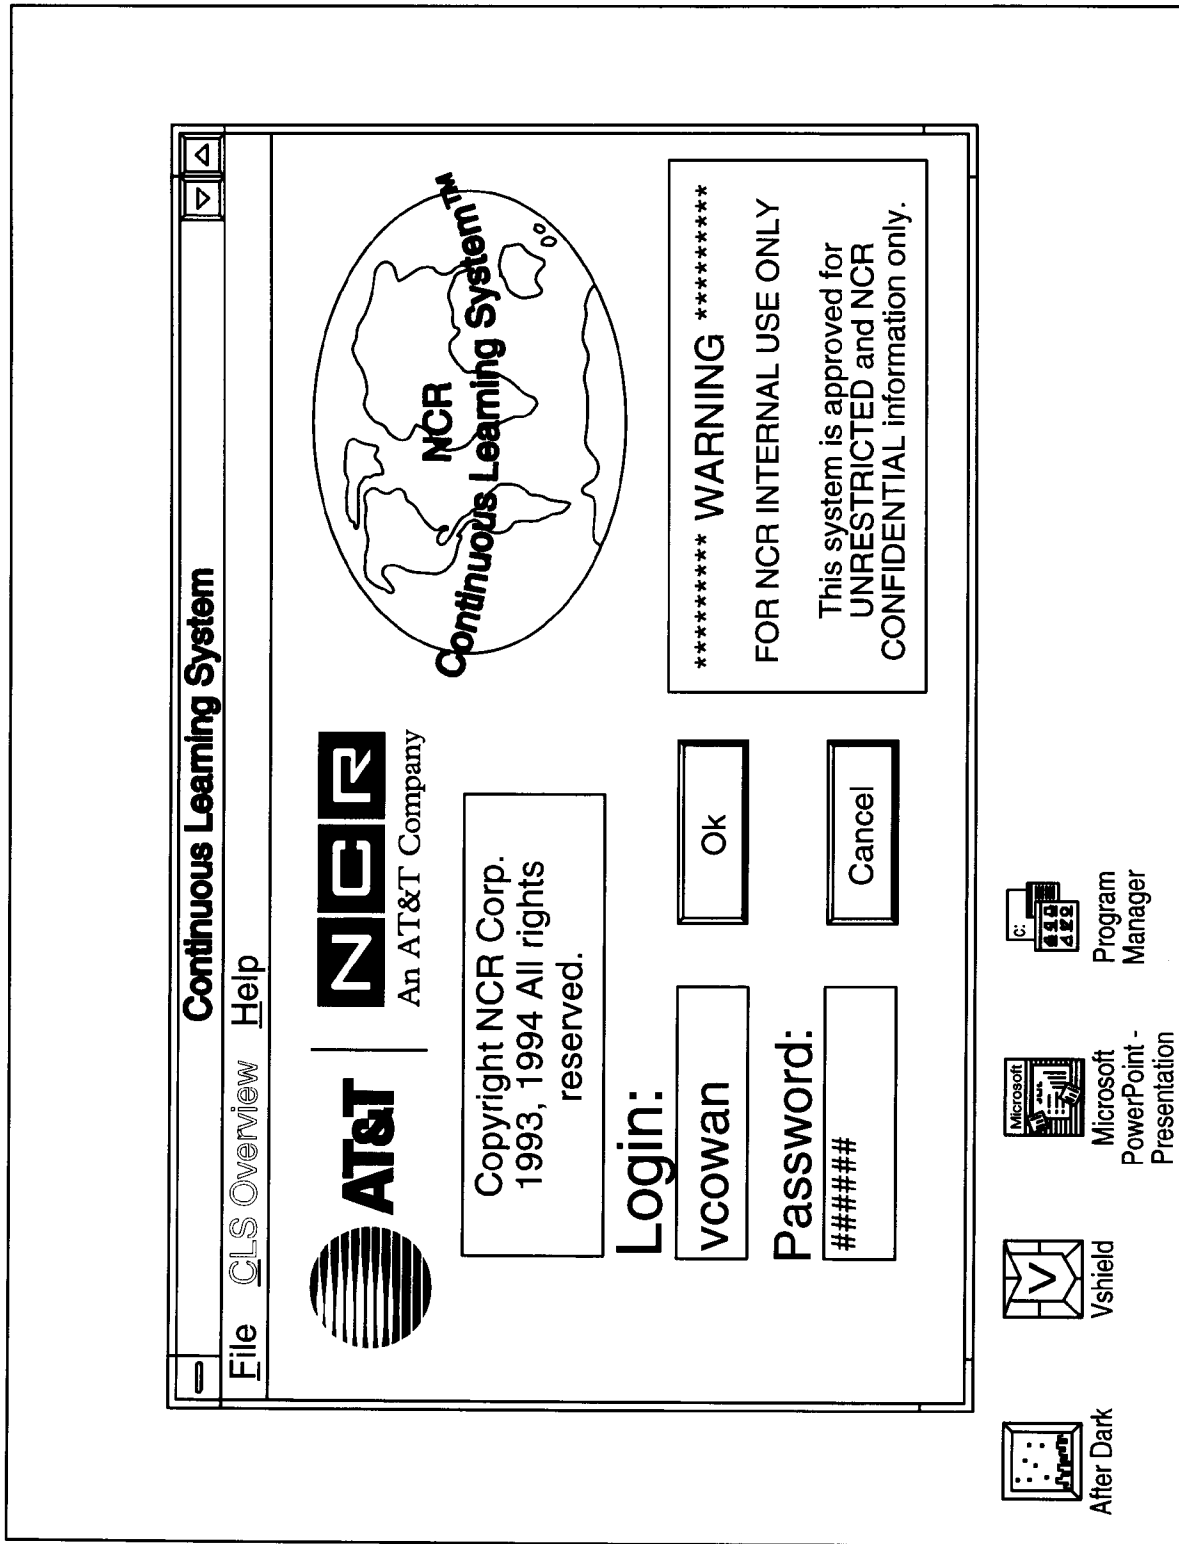 Continuous Learning System
File CLS Overview Help
AT&T
NCR
An AT&T Company
NCR
Continuous Learning System™
Copyright NCR Corp.
1993, 1994 All rights
reserved.
Login:
vcowan
Ok
Password:
######
Cancel
********* WARNING *********
FOR NCR INTERNAL USE ONLY
This system is approved for
UNRESTRICTED and NCR
CONFIDENTIAL information only.
After Dark
V
Vshield
Microsoft
Microsoft
PowerPoint -
Presentation
c:
Program
Manager